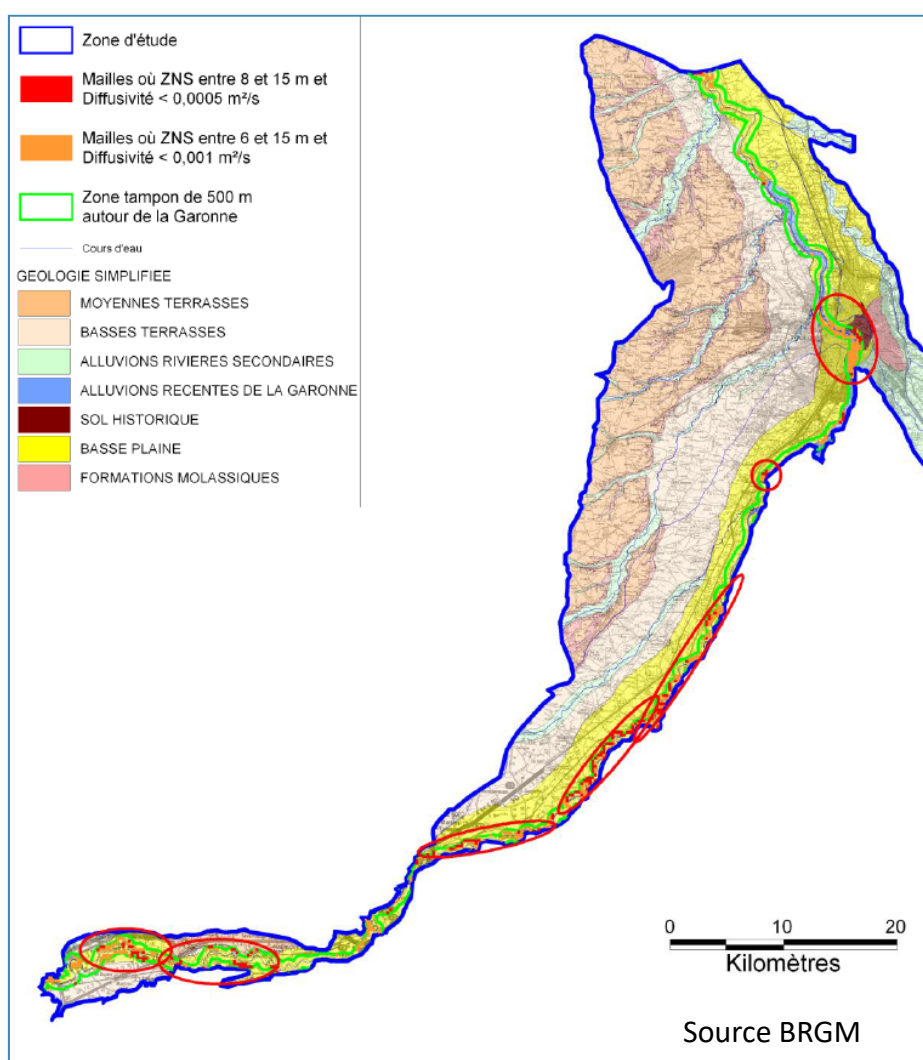 Zone d'étude
Mailles où ZNS entre 8 et 15 m et
Diffusivité < 0,0005 m²/s
Mailles où ZNS entre 6 et 15 m et
Diffusivité < 0,001 m²/s
Zone tampon de 500 m
autour de la Garonne
Cours d'eau
GEOLOGIE SIMPLIFIEE
MOYENNES TERRASSES
BASSES TERRASSES
ALLUVIONS RIVIERES SECONDAIRES
ALLUVIONS RECENTES DE LA GARONNE
SOL HISTORIQUE
BASSE PLAINE
FORMATIONS MOLASSIQUES
0 10 20
Kilomètres
Source BRGM